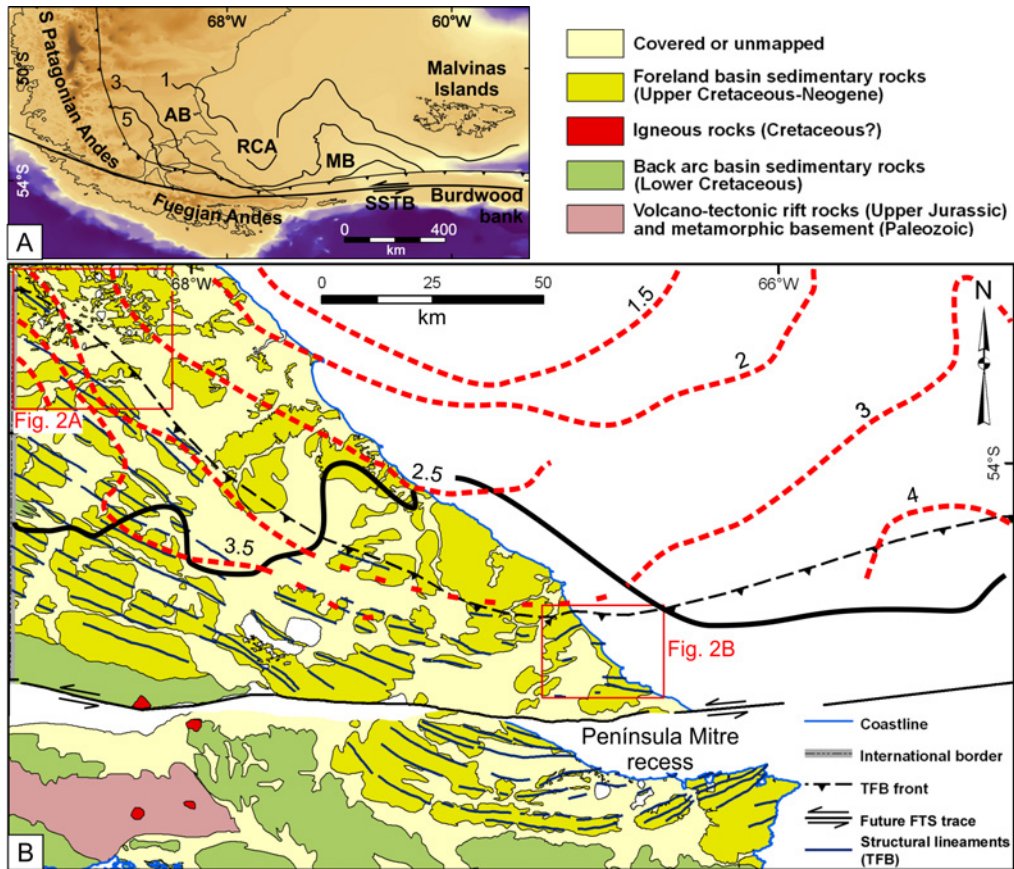 68°W
60°W
50°S
54°S
S Patagonian Andes
3
1
5
AB
RCA
MB
Malvinas
Islands
Fuegian Andes
SSTB
Burdwood
bank
0 200 400
km
A
Covered or unmapped
Foreland basin sedimentary rocks
(Upper Cretaceous-Neogene)
Igneous rocks (Cretaceous?)
Back arc basin sedimentary rocks
(Lower Cretaceous)
Volcano-tectonic rift rocks (Upper Jurassic)
and metamorphic basement (Paleozoic)
68°W
66°W
0 25 50
km
N
1.5
2
3
4
2.5
3.5
54°S
Fig. 2A
Fig. 2B
Península Mitre
recess
Coastline
International border
TFB front
Future FTS trace
Structural lineaments
(TFB)
B